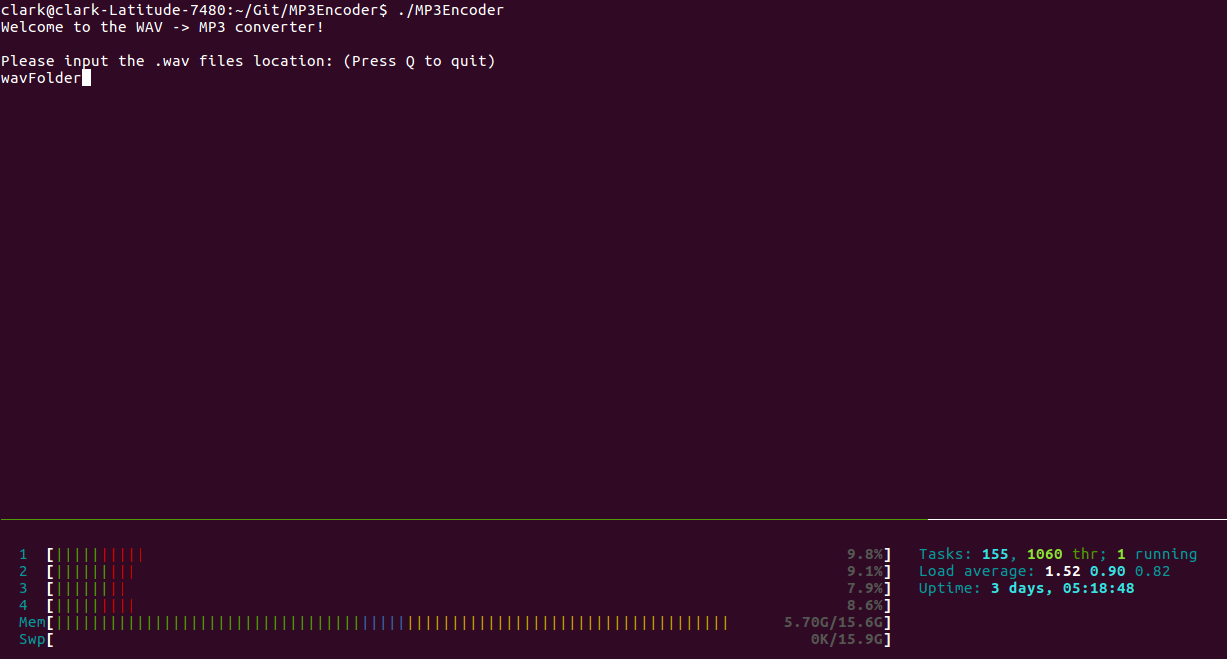 clark@clark-Latitude-7480:~/Git/MP3Encoder$ ./MP3Encoder
Welcome to the WAV -> MP3 converter!
Please input the .wav files location: (Press Q to quit)
wavFolder
1 [|||||||||| 9.8%] Tasks: 155, 1060 thr; 1 running
2 [||||||||| 9.1%] Load average: 1.52 0.90 0.82
3 [|||||||| 7.9%] Uptime: 3 days, 05:18:48
4 [||||||||| 8.6%]
Mem[||||||||||||||||||||||||||||||||||||||||||||||||||||||||||||||||||||||||||| 5.70G/15.6G]
Swp[ 0K/15.9G]